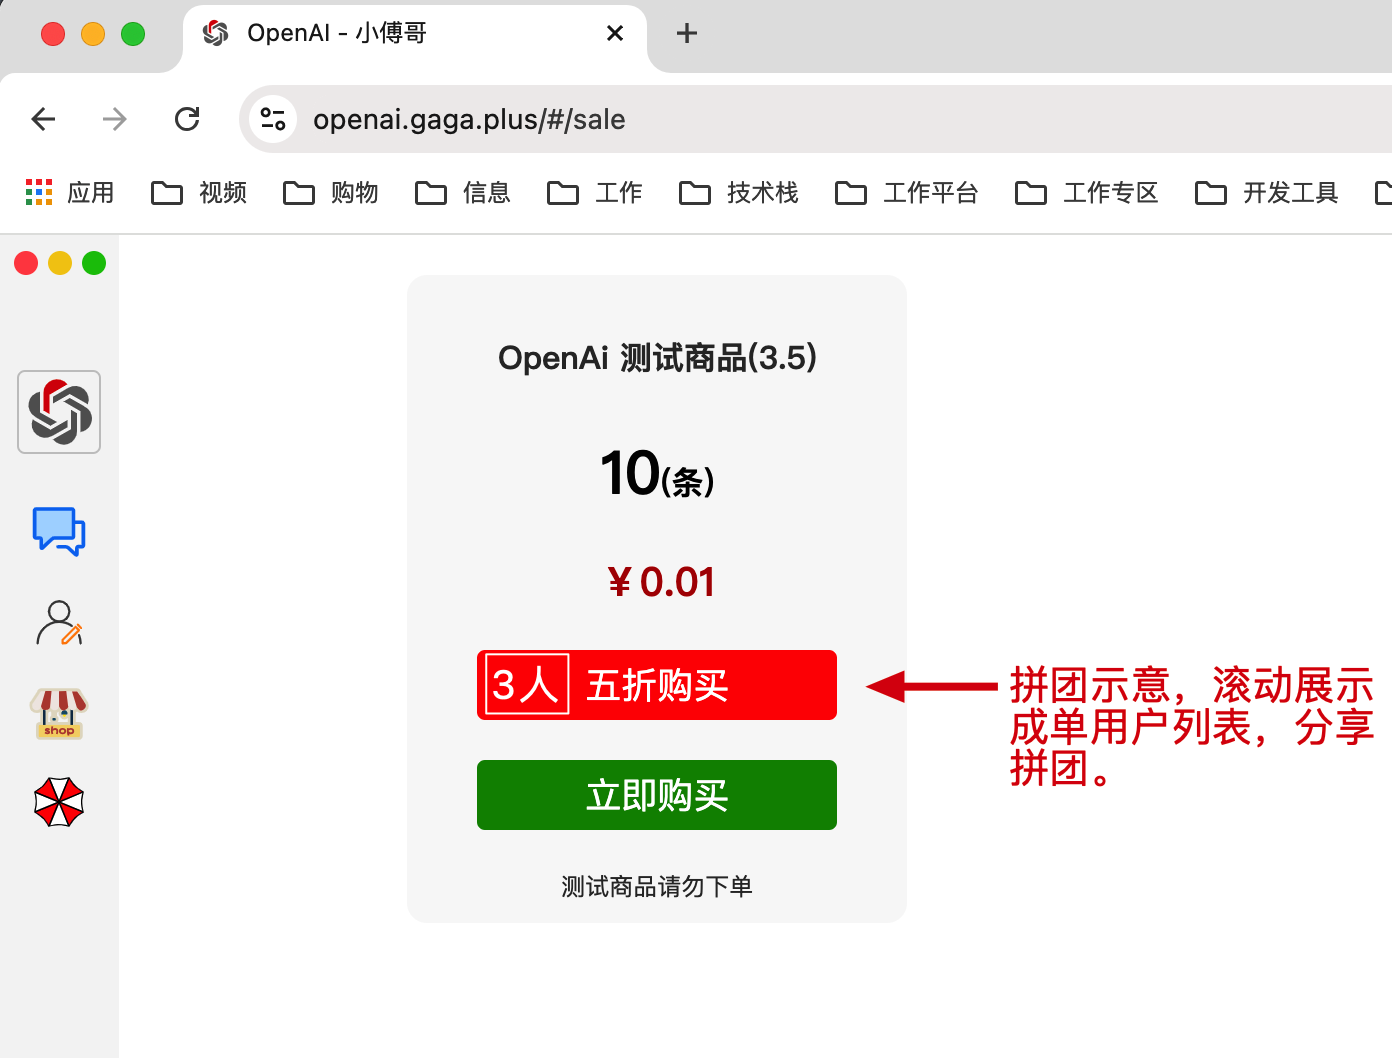 OpenAI - 小傅哥
openai.gaga.plus/#/sale
应用 视频 购物 信息 工作 技术栈 工作平台 工作专区 开发工具
OpenAi 测试商品(3.5)
10(条)
¥ 0.01
3人 五折购买
拼团示意，滚动展示
成单用户列表，分享
拼团。
shop
立即购买
测试商品请勿下单